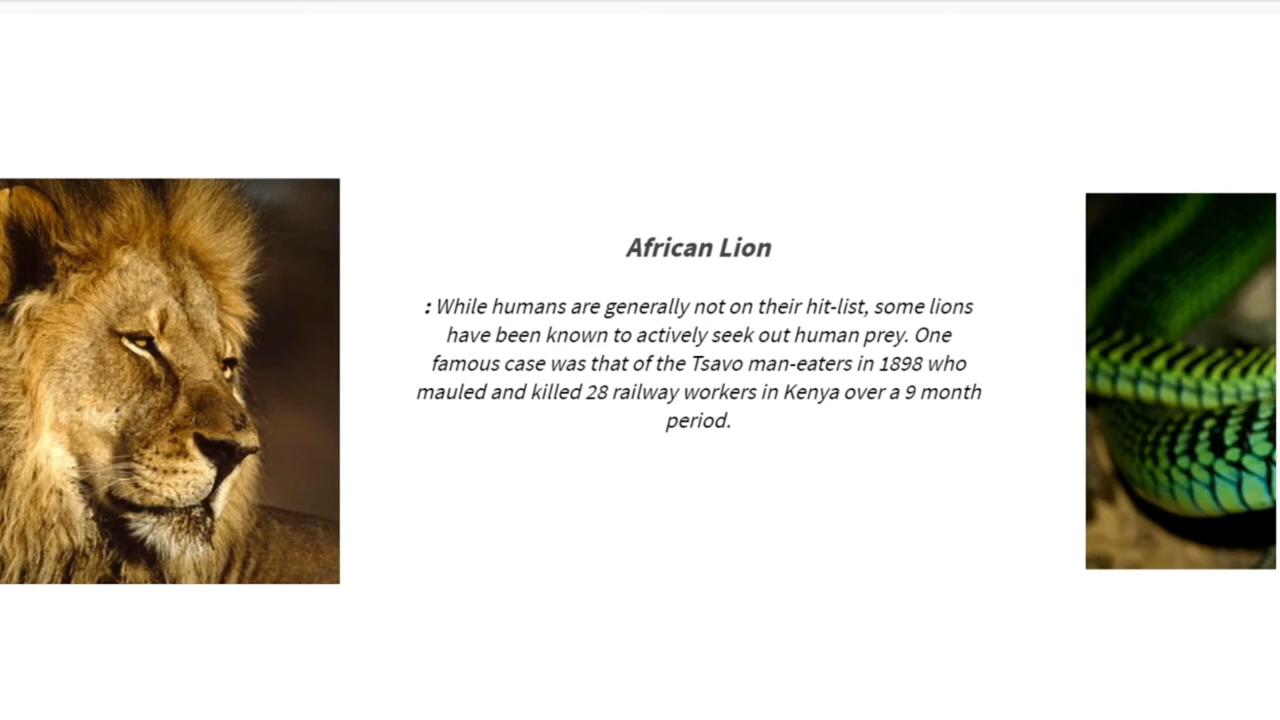 African Lion
: While humans are generally not on their hit-list, some lions
have been known to actively seek out human prey. One
famous case was that of the Tsavo man-eaters in 1898 who
mauled and killed 28 railway workers in Kenya over a 9 month
period.